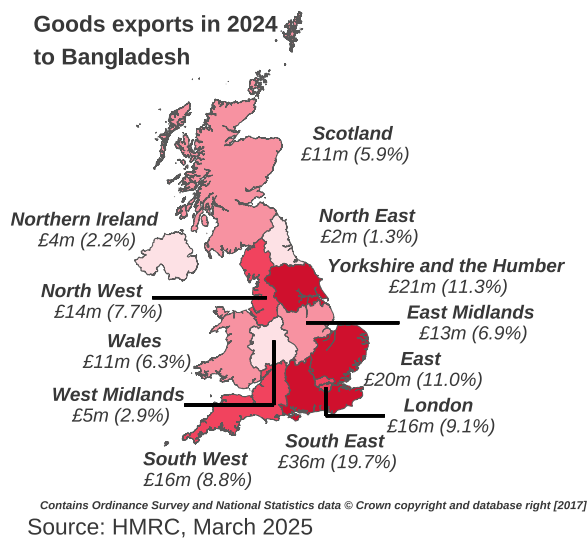 Goods exports in 2024
to Bangladesh
Scotland
£11m (5.9%)
Northern Ireland
£4m (2.2%)
North East
£2m (1.3%)
Yorkshire and the Humber
£21m (11.3%)
North West
£14m (7.7%)
East Midlands
£13m (6.9%)
Wales
£11m (6.3%)
East
£20m (11.0%)
West Midlands
£5m (2.9%)
London
£16m (9.1%)
South East
£36m (19.7%)
South West
£16m (8.8%)
Contains Ordinance Survey and National Statistics data © Crown copyright and database right [2017]
Source: HMRC, March 2025